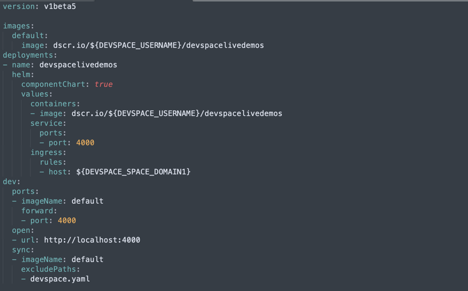 version: v1beta5

images:
  default:
    image: dscr.io/${DEVSPACE_USERNAME}/devspacelivedemos
deployments:
- name: devspacelivedemos
  helm:
    componentChart: true
    values:
      containers:
      - image: dscr.io/${DEVSPACE_USERNAME}/devspacelivedemos
      service:
        ports:
        - port: 4000
      ingress:
        rules:
        - host: ${DEVSPACE_SPACE_DOMAIN1}
dev:
  ports:
  - imageName: default
    forward:
    - port: 4000
  open:
  - url: http://localhost:4000
  sync:
  - imageName: default
    excludePaths:
    - devspace.yaml